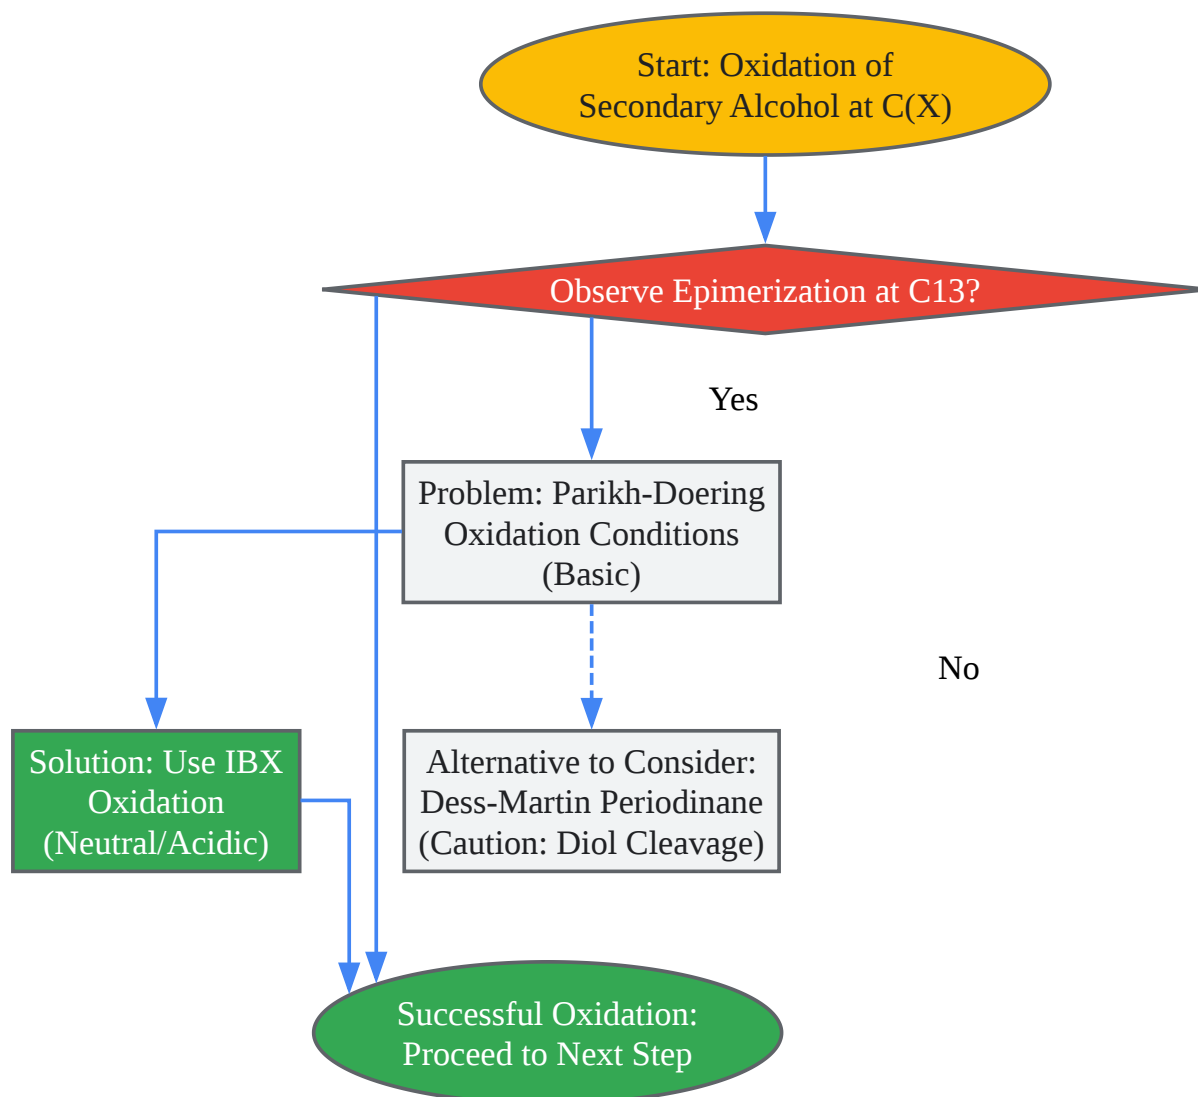 Start: Oxidation of
Secondary Alcohol at C(X)
Observe Epimerization at C13?
Yes
Problem: Parikh-Doering
Oxidation Conditions
(Basic)
No
Solution: Use IBX
Oxidation
(Neutral/Acidic)
Alternative to Consider:
Dess-Martin Periodinane
(Caution: Diol Cleavage)
Successful Oxidation:
Proceed to Next Step